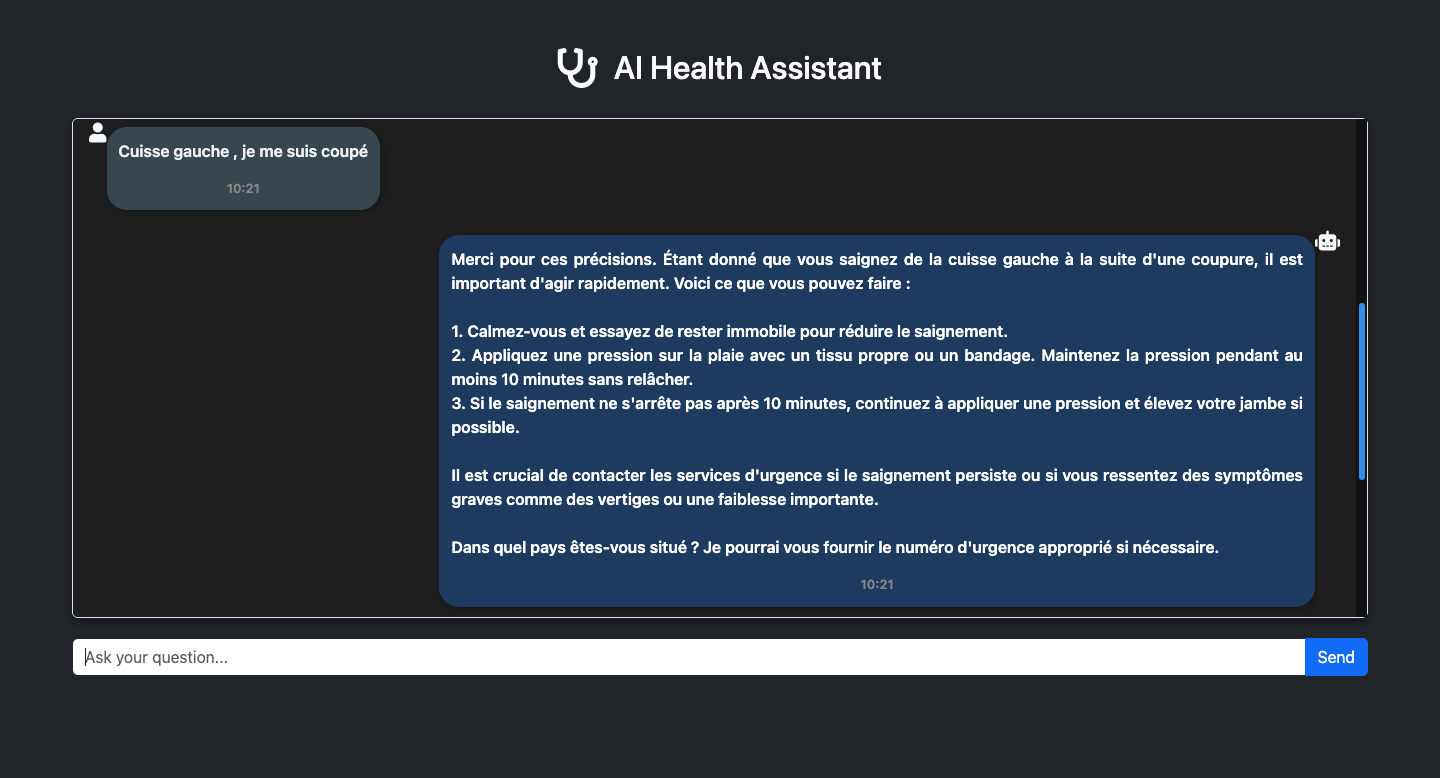 AI Health Assistant
Cuisse gauche , je me suis coupé
10:21
Merci pour ces précisions. Étant donné que vous saignez de la cuisse gauche à la suite d'une coupure, il est
important d'agir rapidement. Voici ce que vous pouvez faire :
1. Calmez-vous et essayez de rester immobile pour réduire le saignement.
2. Appliquez une pression sur la plaie avec un tissu propre ou un bandage. Maintenez la pression pendant au
moins 10 minutes sans relâcher.
3. Si le saignement ne s'arrête pas après 10 minutes, continuez à appliquer une pression et élevez votre jambe si
possible.
Il est crucial de contacter les services d'urgence si le saignement persiste ou si vous ressentez des symptômes
graves comme des vertiges ou une faiblesse importante.
Dans quel pays êtes-vous situé ? Je pourrai vous fournir le numéro d'urgence approprié si nécessaire.
10:21
Ask your question...
Send